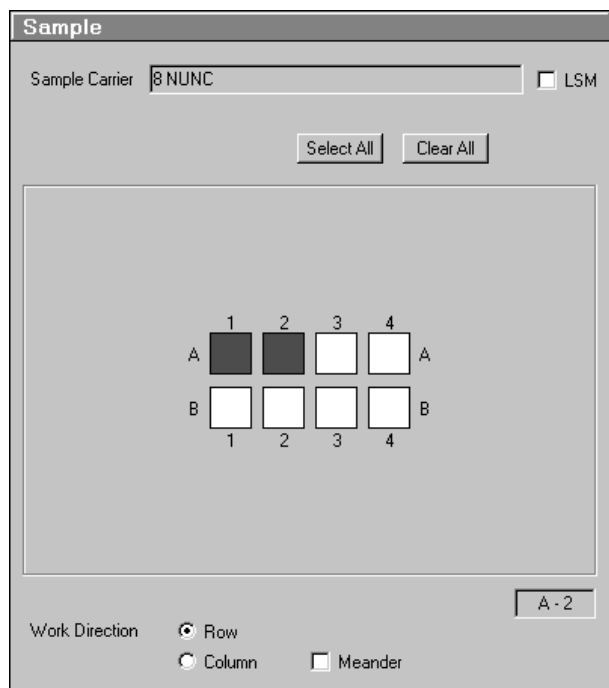 Sample
Sample Carrier 8 NUNC LSM
Select All Clear All
1 2 3 4
A A
B B
1 2 3 4
A - 2
Work Direction Row
Column Meander